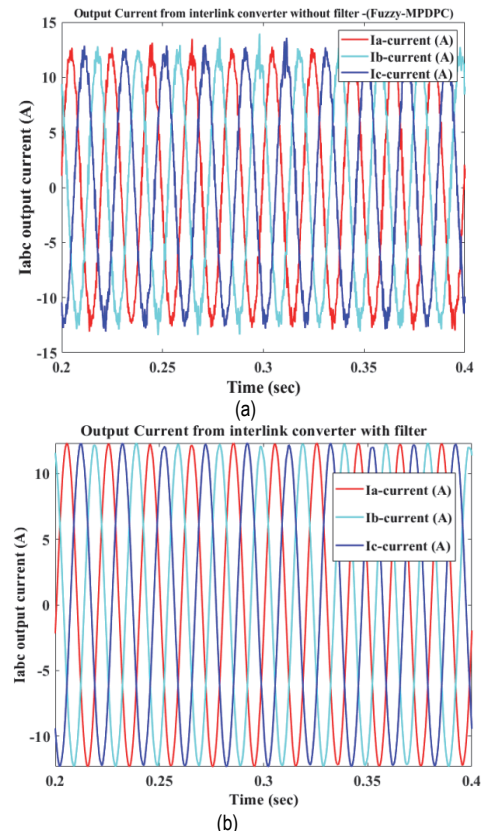 Output Current from interlink converter without filter -(Fuzzy-MPDPC)
15
10
5
0
-5
-10
-15
Iabc output current (A)
Ia-current (A)
Ib-current (A)
Ic-current (A)
0.2
0.25
0.3
0.35
0.4
Time (sec)
(a)
Output Current from interlink converter with filter
10
5
0
-5
-10
Iabc output current (A)
Ia-current (A)
Ib-current (A)
Ic-current (A)
0.2
0.25
0.3
0.35
0.4
Time (sec)
(b)